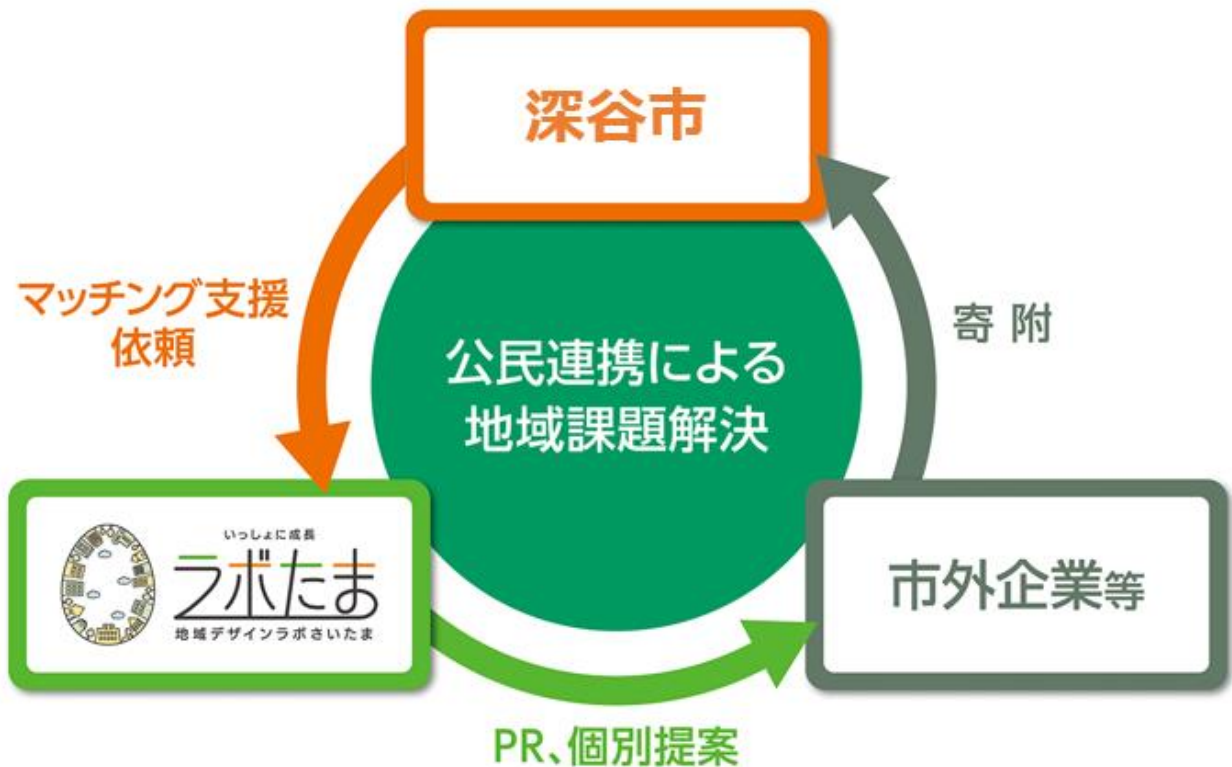 深谷市
マッチング支援
依頼
寄 附
公民連携による
地域課題解決
いっしょに成長
ラボたま
地域デザインラボさいたま
市外企業等
PR、個別提案